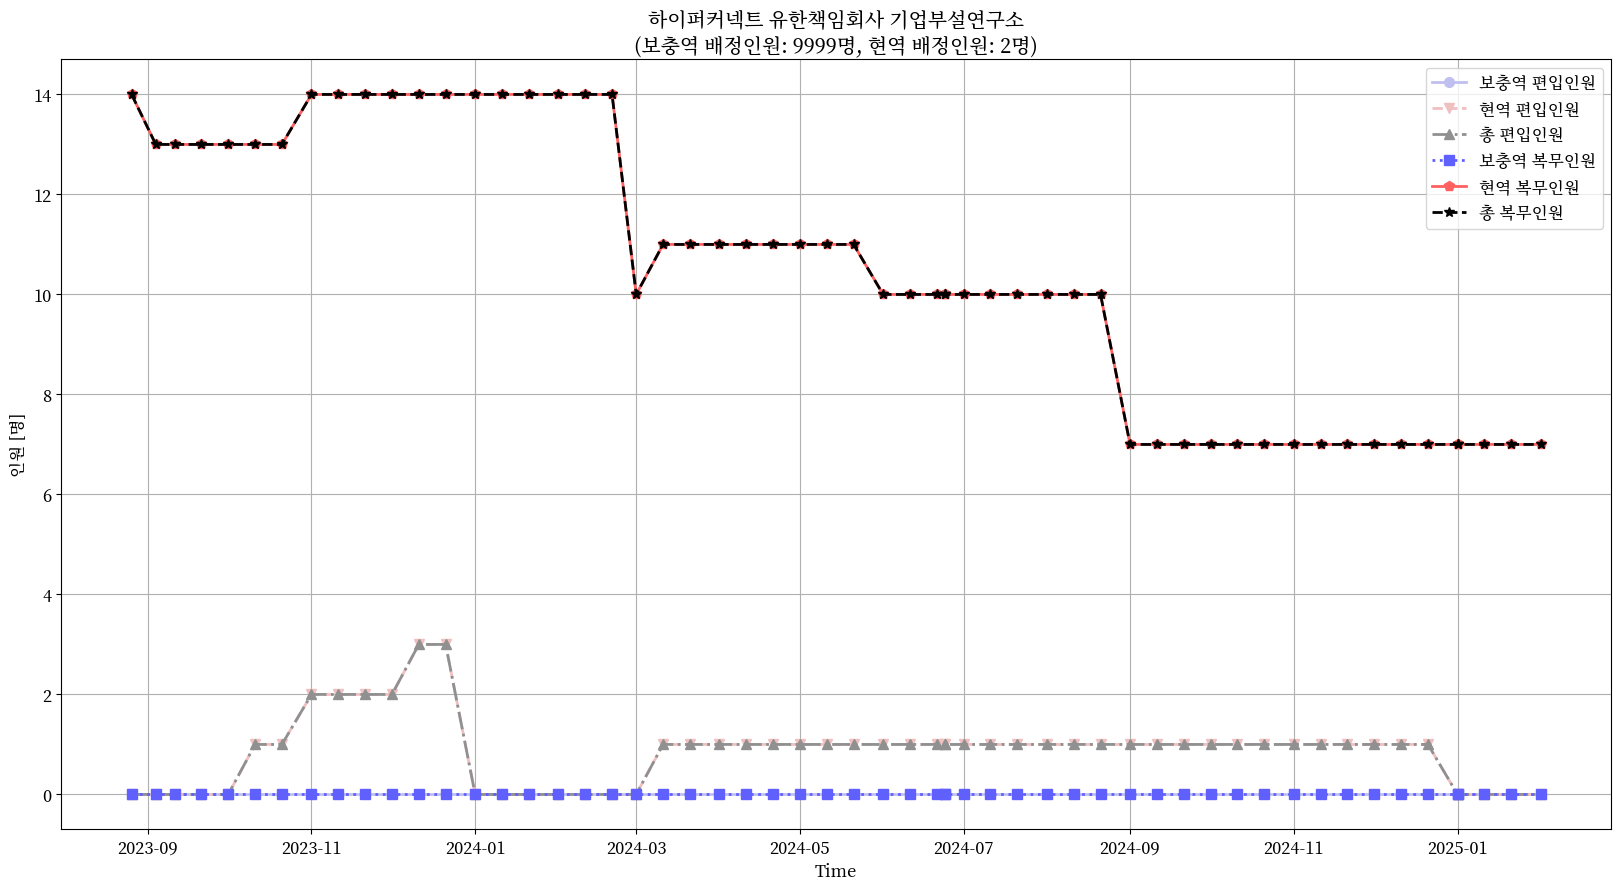 하이퍼커넥트 유한책임회사 기업부설연구소
(보충역 배정인원: 9999명, 현역 배정인원: 2명)
보충역 편입인원
현역 편입인원
총 편입인원
보충역 복무인원
현역 복무인원
총 복무인원
14
12
10
8
6
4
2
0
인원 [명]
2023-09
2023-11
2024-01
2024-03
2024-05
2024-07
2024-09
2024-11
2025-01
Time